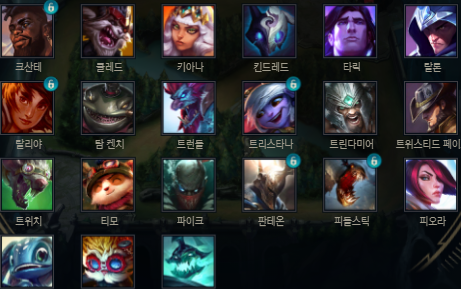 크산테 클레드 키아나 킨드레드 타릭 탈론
탈리야 탐 켄치 트런들 트리스타나 트린다미어 트위스티드 페이
트위치 티모 파이크 판테온 피들스틱 피오라